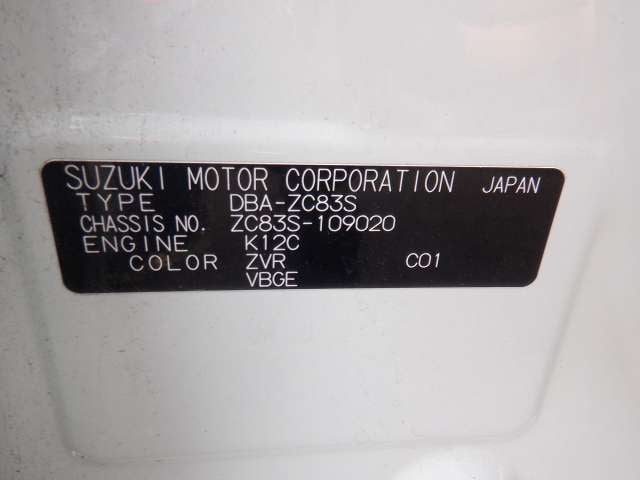 SUZUKI MOTOR CORPORATION JAPAN
TYPE DBA-ZC83S
CHASSIS NO. ZC83S-109020
ENGINE K12C
COLOR ZVR C01
VBGE